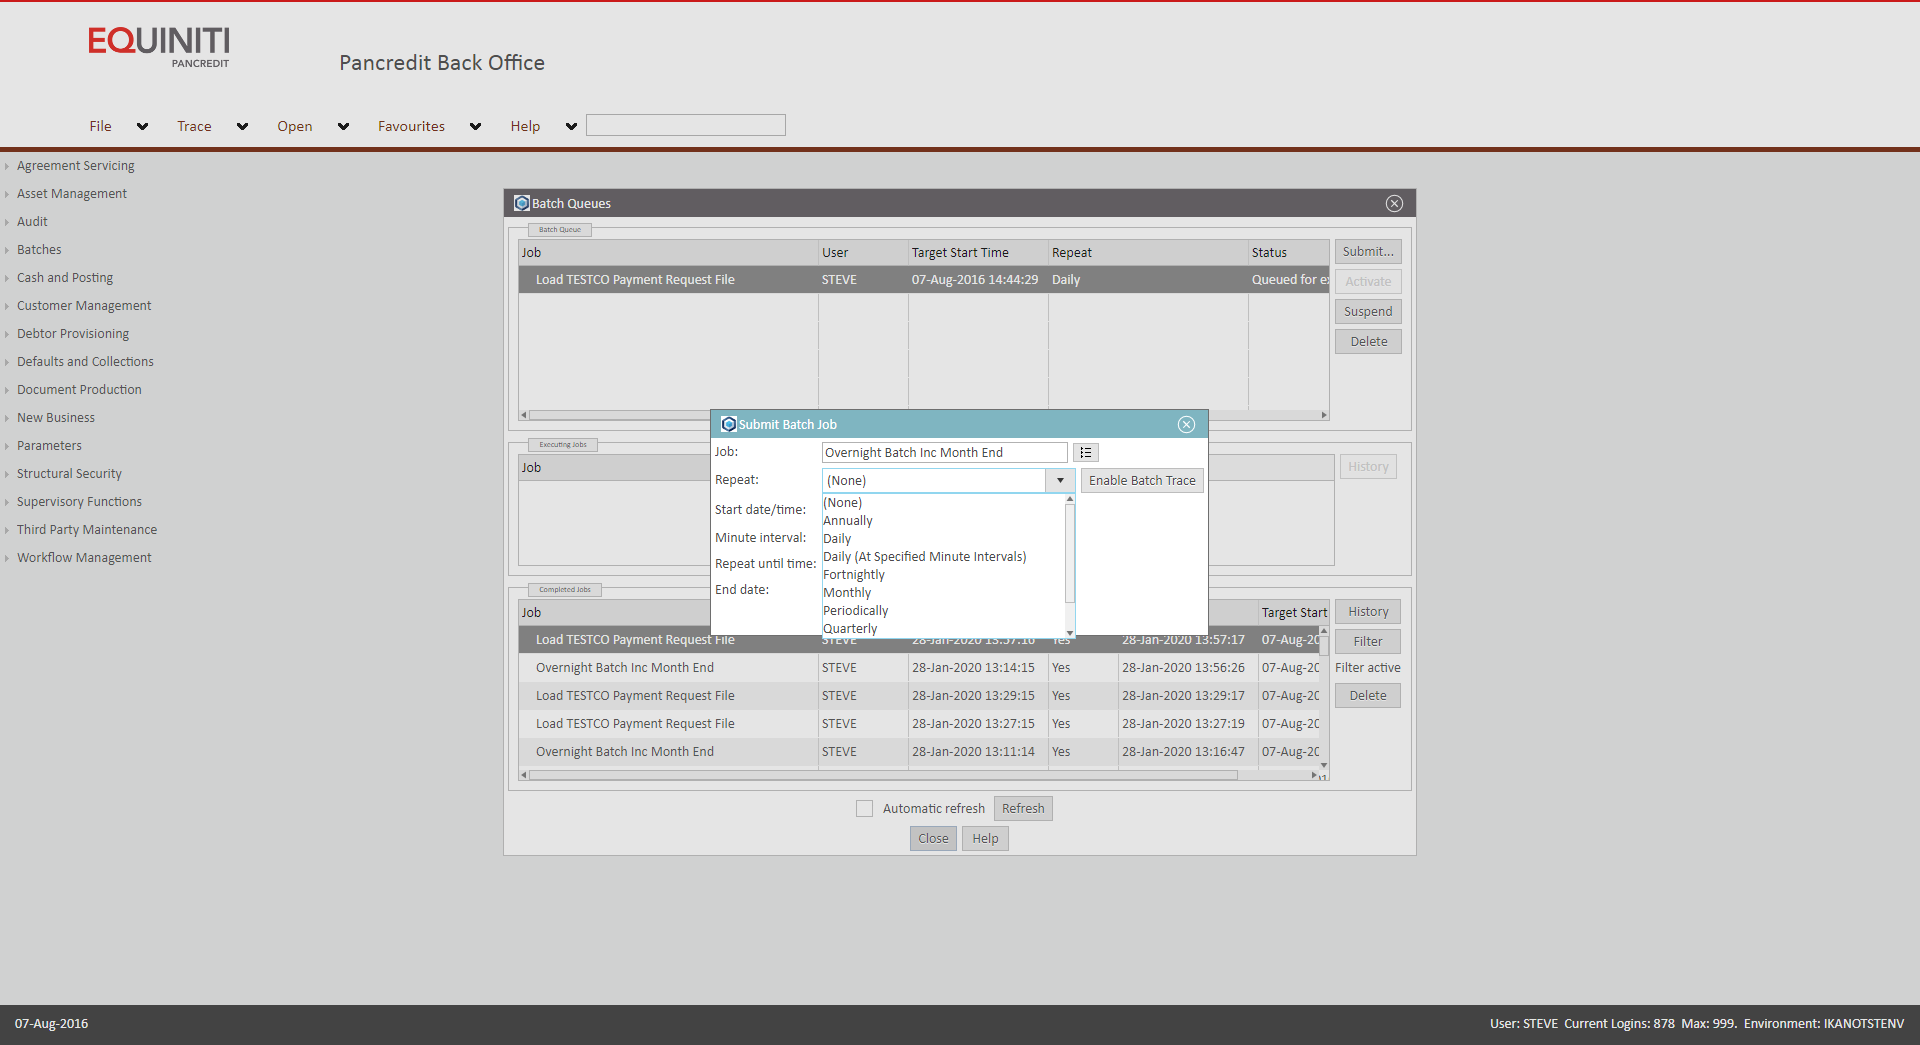 EQUINITI
PANCREDIT
Pancredit Back Office
File Trace Open Favourites Help
Agreement Servicing
Asset Management
Audit
Batches
Cash and Posting
Customer Management
Debtor Provisioning
Defaults and Collections
Document Production
New Business
Parameters
Structural Security
Supervisory Functions
Third Party Maintenance
Workflow Management
Batch Queues
Batch Queue
Job User Target Start Time Repeat Status
Load TESTCO Payment Request File STEVE 07-Aug-2016 14:44:29 Daily Queued for ex
Submit...
Activate
Suspend
Delete
Executing Jobs
Job
History
Submit Batch Job
Job: Overnight Batch Inc Month End
Repeat: (None) Enable Batch Trace
Start date/time:
Minute interval:
Repeat until time:
End date:
(None)
Annually
Daily
Daily (At Specified Minute Intervals)
Fortnightly
Monthly
Periodically
Quarterly
Completed Jobs
Job Target Start
Load TESTCO Payment Request File STEVE 28-Jan-2020 13:57:16 Yes 28-Jan-2020 13:57:17 07-Aug-20
Overnight Batch Inc Month End STEVE 28-Jan-2020 13:14:15 Yes 28-Jan-2020 13:56:26 07-Aug-20
Load TESTCO Payment Request File STEVE 28-Jan-2020 13:29:15 Yes 28-Jan-2020 13:29:17 07-Aug-20
Load TESTCO Payment Request File STEVE 28-Jan-2020 13:27:15 Yes 28-Jan-2020 13:27:19 07-Aug-20
Overnight Batch Inc Month End STEVE 28-Jan-2020 13:11:14 Yes 28-Jan-2020 13:16:47 07-Aug-20
History
Filter
Filter active
Delete
Automatic refresh Refresh
Close Help
07-Aug-2016
User: STEVE Current Logins: 878 Max: 999. Environment: IKANOTSTENV